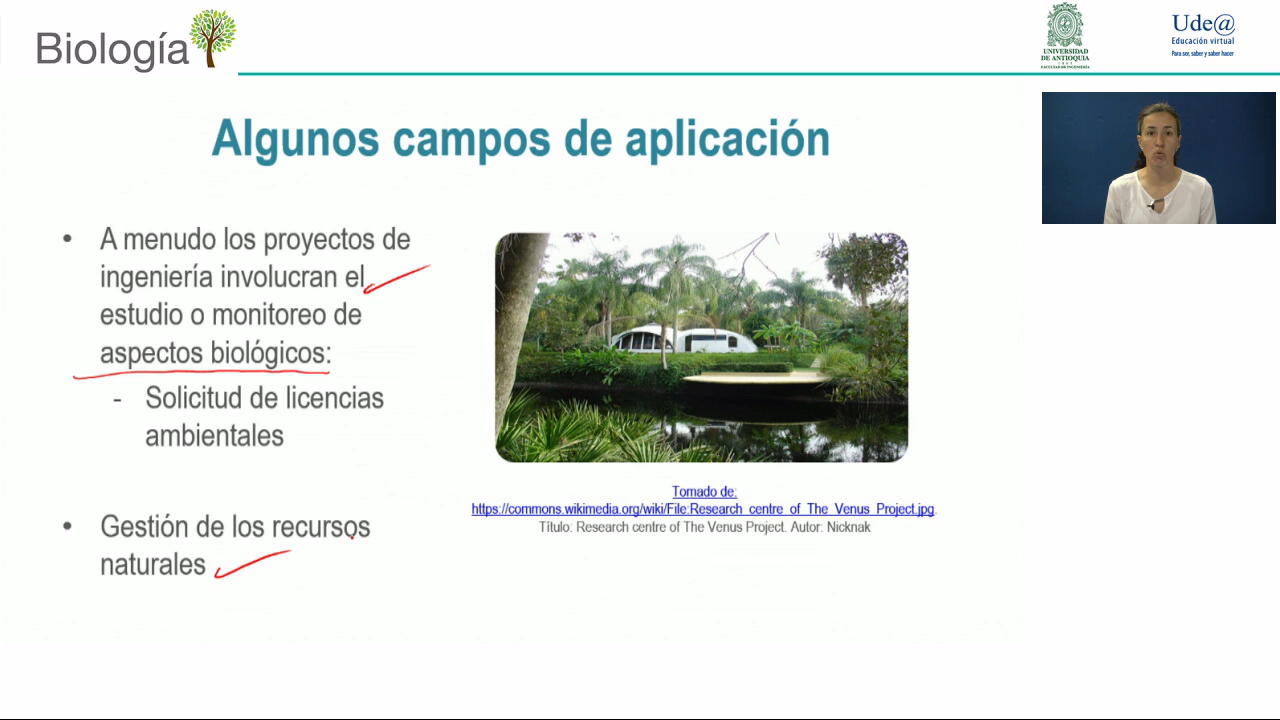 Biología
UNIVERSIDAD
DE ANTIOQUIA
1803
FACULTAD DE INGENIERÍA
Ude@
Educación virtual
Para ser, saber y saber hacer
Algunos campos de aplicación
• A menudo los proyectos de
ingeniería involucran el
estudio o monitoreo de
aspectos biológicos:
- Solicitud de licencias
ambientales
• Gestión de los recursos
naturales
Tomado de:
https://commons.wikimedia.org/wiki/File:Research_centre_of_The_Venus_Project.jpg.
Título: Research centre of The Venus Project. Autor: Nicknak